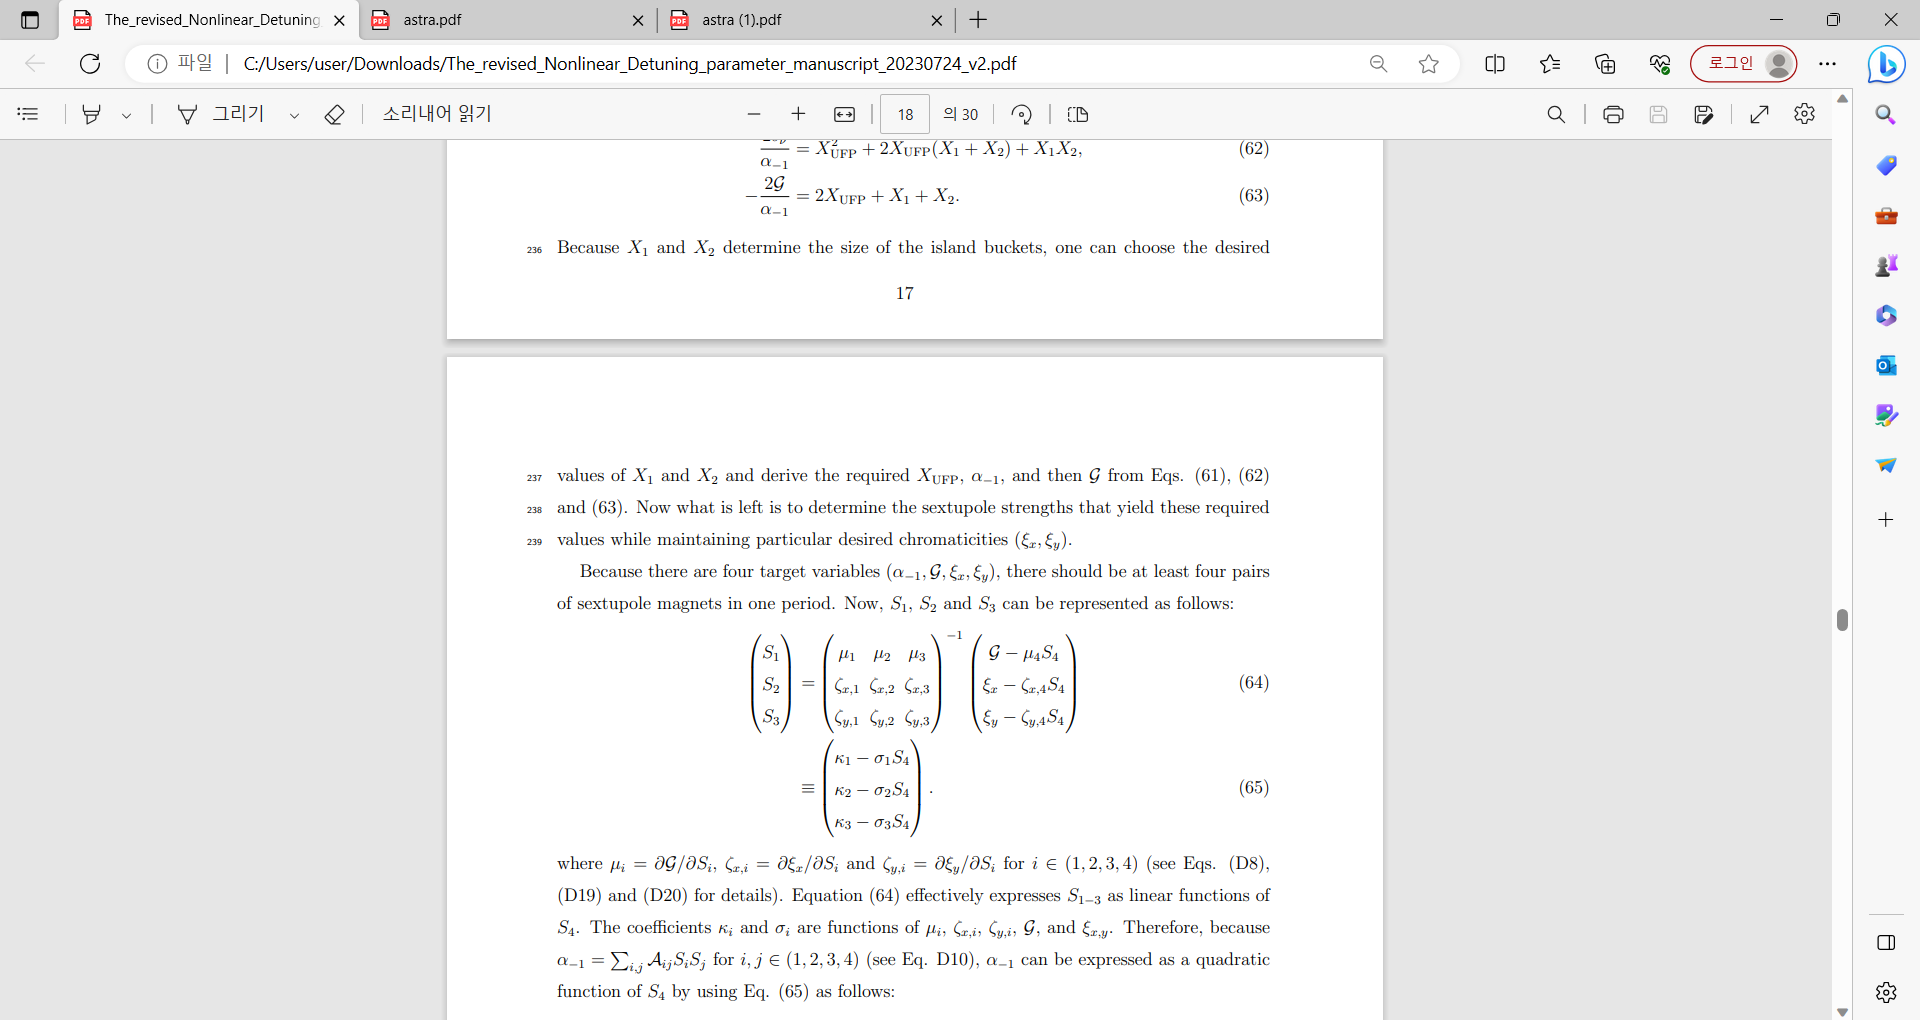 The_revised_Nonlinear_Detuning
astra.pdf
astra (1).pdf
파일
C:/Users/user/Downloads/The_revised_Nonlinear_Detuning_parameter_manuscript_20230724_v2.pdf
로그인
그리기
소리내어 읽기
18 의 30
α₋₁ = X²_UFP + 2X_UFP(X₁ + X₂) + X₁X₂, (62)
−2𝒢/α₋₁ = 2X_UFP + X₁ + X₂. (63)
236 Because X₁ and X₂ determine the size of the island buckets, one can choose the desired
17
237 values of X₁ and X₂ and derive the required X_UFP, α₋₁, and then 𝒢 from Eqs. (61), (62)
238 and (63). Now what is left is to determine the sextupole strengths that yield these required
239 values while maintaining particular desired chromaticities (ξ_x, ξ_y).
Because there are four target variables (α₋₁, 𝒢, ξ_x, ξ_y), there should be at least four pairs
of sextupole magnets in one period. Now, S₁, S₂ and S₃ can be represented as follows:
−1
S₁ μ₁ μ₂ μ₃ 𝒢 − μ₄S₄
S₂ = ζ_x,1 ζ_x,2 ζ_x,3 ξ_x − ζ_x,4S₄ (64)
S₃ ζ_y,1 ζ_y,2 ζ_y,3 ξ_y − ζ_y,4S₄
κ₁ − σ₁S₄
≡ κ₂ − σ₂S₄ . (65)
κ₃ − σ₃S₄
where μ_i = ∂𝒢/∂S_i, ζ_x,i = ∂ξ_x/∂S_i and ζ_y,i = ∂ξ_y/∂S_i for i ∈ (1, 2, 3, 4) (see Eqs. (D8),
(D19) and (D20) for details). Equation (64) effectively expresses S₁₋₃ as linear functions of
S₄. The coefficients κ_i and σ_i are functions of μ_i, ζ_x,i, ζ_y,i, 𝒢, and ξ_x,y. Therefore, because
α₋₁ = ∑_i,j 𝒜_ij S_i S_j for i, j ∈ (1, 2, 3, 4) (see Eq. D10), α₋₁ can be expressed as a quadratic
function of S₄ by using Eq. (65) as follows: